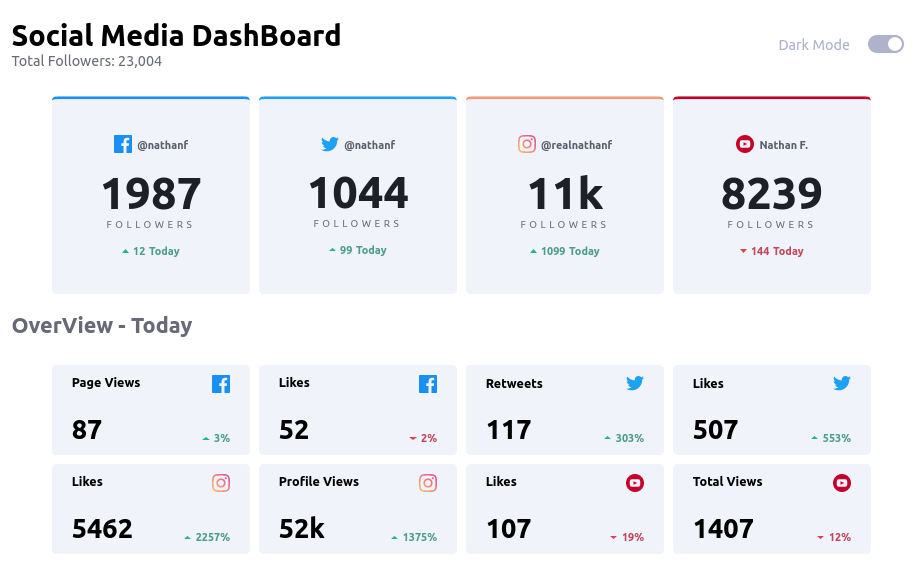 Social Media DashBoard
Total Followers: 23,004
Dark Mode
@nathanf
1987
FOLLOWERS
12 Today
@nathanf
1044
FOLLOWERS
99 Today
@realnathanf
11k
FOLLOWERS
1099 Today
Nathan F.
8239
FOLLOWERS
144 Today
OverView - Today
Page Views
87
3%
Likes
52
2%
Retweets
117
303%
Likes
507
553%
Likes
5462
2257%
Profile Views
52k
1375%
Likes
107
19%
Total Views
1407
12%